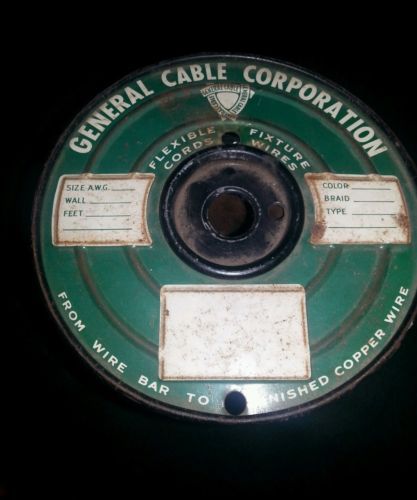 GENERAL CABLE CORPORATION
FLEXIBLE FIXTURE
CORDS WIRES
SIZE A.W.G.
WALL
FEET
COLOR
BRAID
TYPE
FROM WIRE BAR TO NISHED COPPER WIRE